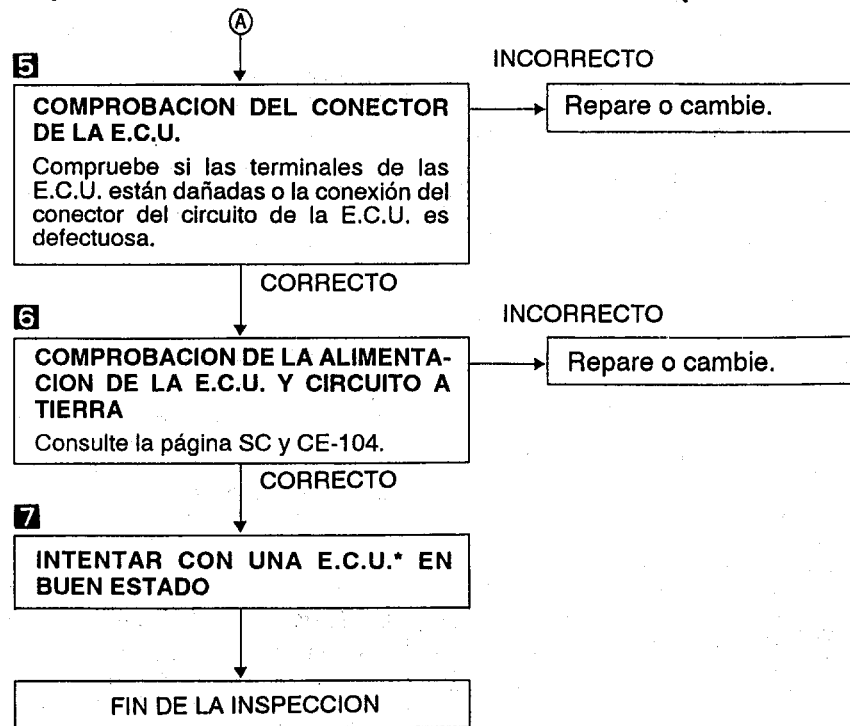 A
5
INCORRECTO
COMPROBACION DEL CONECTOR
DE LA E.C.U.
Compruebe si las terminales de las
E.C.U. están dañadas o la conexión del
conector del circuito de la E.C.U. es
defectuosa.
Repare o cambie.
CORRECTO
6
INCORRECTO
COMPROBACION DE LA ALIMENTA-
CION DE LA E.C.U. Y CIRCUITO A
TIERRA
Consulte la página SC y CE-104.
Repare o cambie.
CORRECTO
7
INTENTAR CON UNA E.C.U.* EN
BUEN ESTADO
FIN DE LA INSPECCION